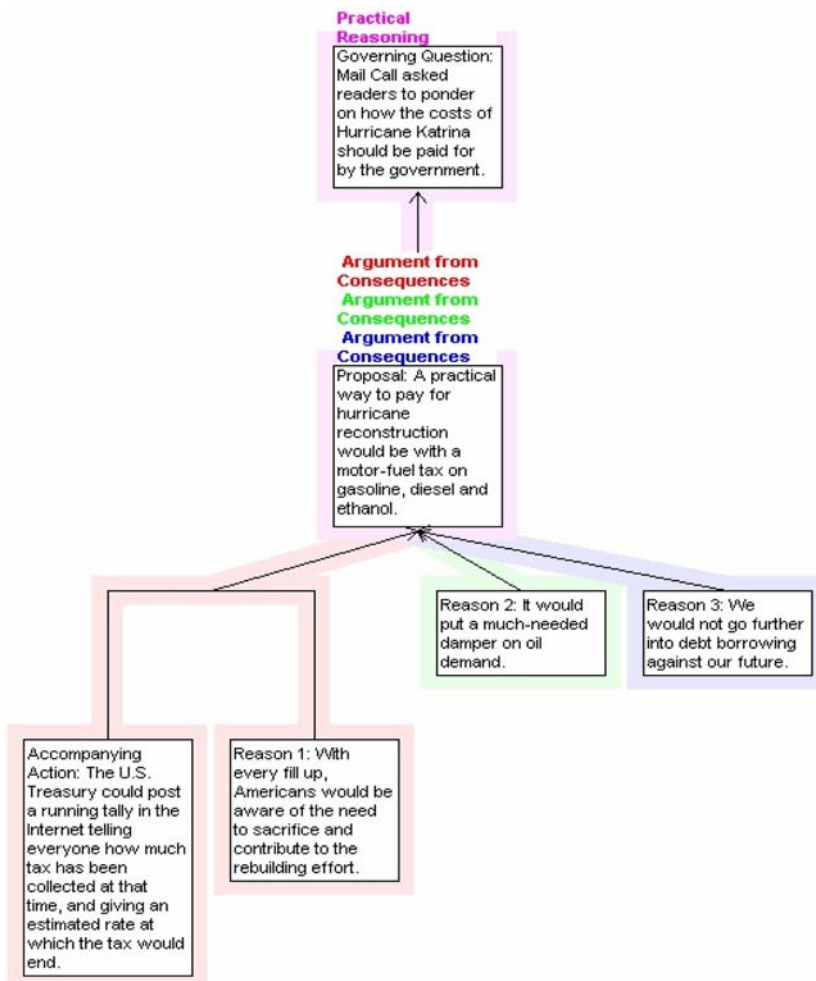 Practical
Reasoning
Governing Question:
Mail Call asked
readers to ponder
on how the costs of
Hurricane Katrina
should be paid for
by the government.
Argument from
Consequences
Argument from
Consequences
Argument from
Consequences
Proposal: A practical
way to pay for
hurricane
reconstruction
would be with a
motor-fuel tax on
gasoline, diesel and
ethanol.
Reason 2: It would
put a much-needed
damper on oil
demand.
Reason 3: We
would not go further
into debt borrowing
against our future.
Accompanying
Action: The U.S.
Treasury could post
a running tally in the
Internet telling
everyone how much
tax has been
collected at that
time, and giving an
estimated rate at
which the tax would
end.
Reason 1: With
every fill up,
Americans would be
aware of the need
to sacrifice and
contribute to the
rebuilding effort.